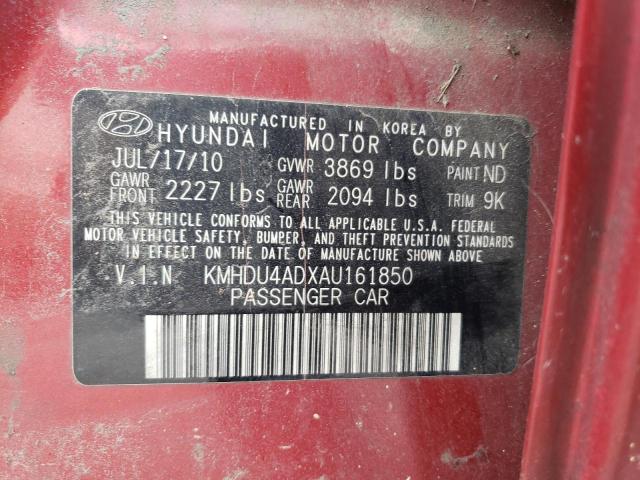 MANUFACTURED IN KOREA BY
HYUNDAI MOTOR COMPANY
JUL/17/10 GVWR 3869 lbs PAINT ND
GAWR FRONT 2227 lbs GAWR REAR 2094 lbs TRIM 9K
THIS VEHICLE CONFORMS TO ALL APPLICABLE U.S.A. FEDERAL
MOTOR VEHICLE SAFETY, BUMPER, AND THEFT PREVENTION STANDARDS IN
EFFECT ON THE DATE OF MANUFACTURE SHOWN ABOVE.
V.I.N KMHDU4ADXAU161850
PASSENGER CAR